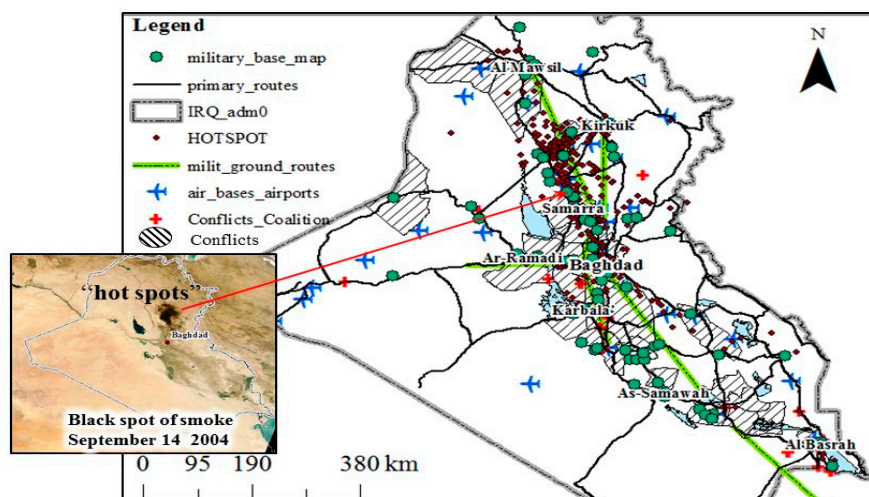 Legend
military_base_map
primary_routes
IRQ_adm0
HOTSPOT
milit_ground_routes
air_bases_airports
Conflicts_Coalition
Conflicts
N
Al-Mawsil
Kirkuk
Samarra
Ar-Ramadi
Baghdad
Karbala
As-Samawah
Al Basrah
“hot spots”
Baghdad
Black spot of smoke
September 14 2004
0 95 190 380 km